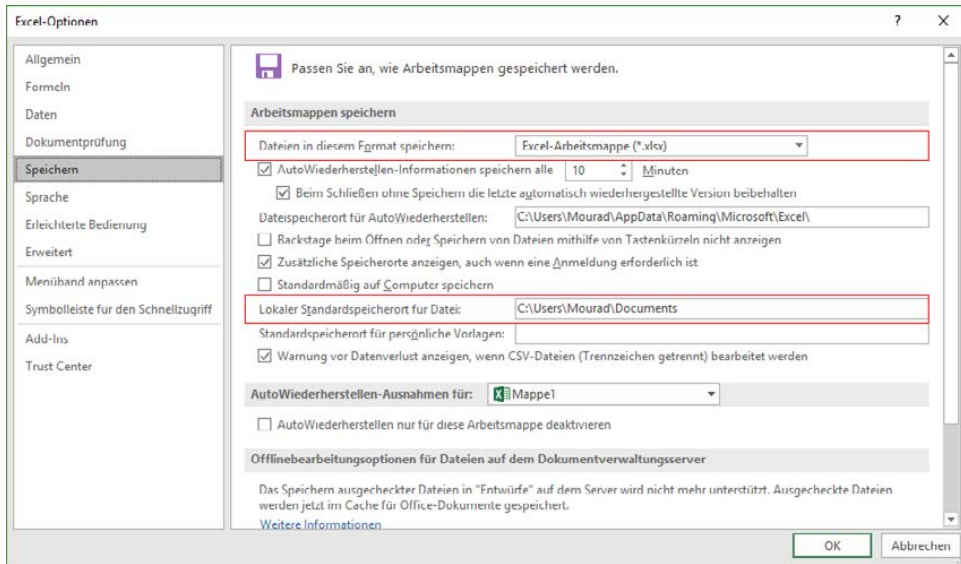 Excel-Optionen ? X
Allgemein
Formeln
Daten
Dokumentprüfung
Speichern
Sprache
Erleichterte Bedienung
Erweitert
Menüband anpassen
Symbolleiste für den Schnellzugriff
Add-Ins
Trust Center
Passen Sie an, wie Arbeitsmappen gespeichert werden.
Arbeitsmappen speichern
Dateien in diesem Format speichern: Excel-Arbeitsmappe (*.xlsx)
AutoWiederherstellen-Informationen speichern alle 10 Minuten
Beim Schließen ohne Speichern die letzte automatisch wiederhergestellte Version beibehalten
Dateispeicherort für AutoWiederherstellen: C:\Users\Mourad\AppData\Roaming\Microsoft\Excel\
Backstage beim Öffnen oder Speichern von Dateien mithilfe von Tastenkürzeln nicht anzeigen
Zusätzliche Speicherorte anzeigen, auch wenn eine Anmeldung erforderlich ist
Standardmäßig auf Computer speichern
Lokaler Standardspeicherort für Datei: C:\Users\Mourad\Documents
Standardspeicherort für persönliche Vorlagen:
Warnung vor Datenverlust anzeigen, wenn CSV-Dateien (Trennzeichen getrennt) bearbeitet werden
AutoWiederherstellen-Ausnahmen für: Mappe1
AutoWiederherstellen nur für diese Arbeitsmappe deaktivieren
Offlinebearbeitungsoptionen für Dateien auf dem Dokumentverwaltungsserver
Das Speichern ausgecheckter Dateien in "Entwürfe" auf dem Server wird nicht mehr unterstützt. Ausgecheckte Dateien
werden jetzt im Cache für Office-Dokumente gespeichert.
Weitere Informationen
OK Abbrechen